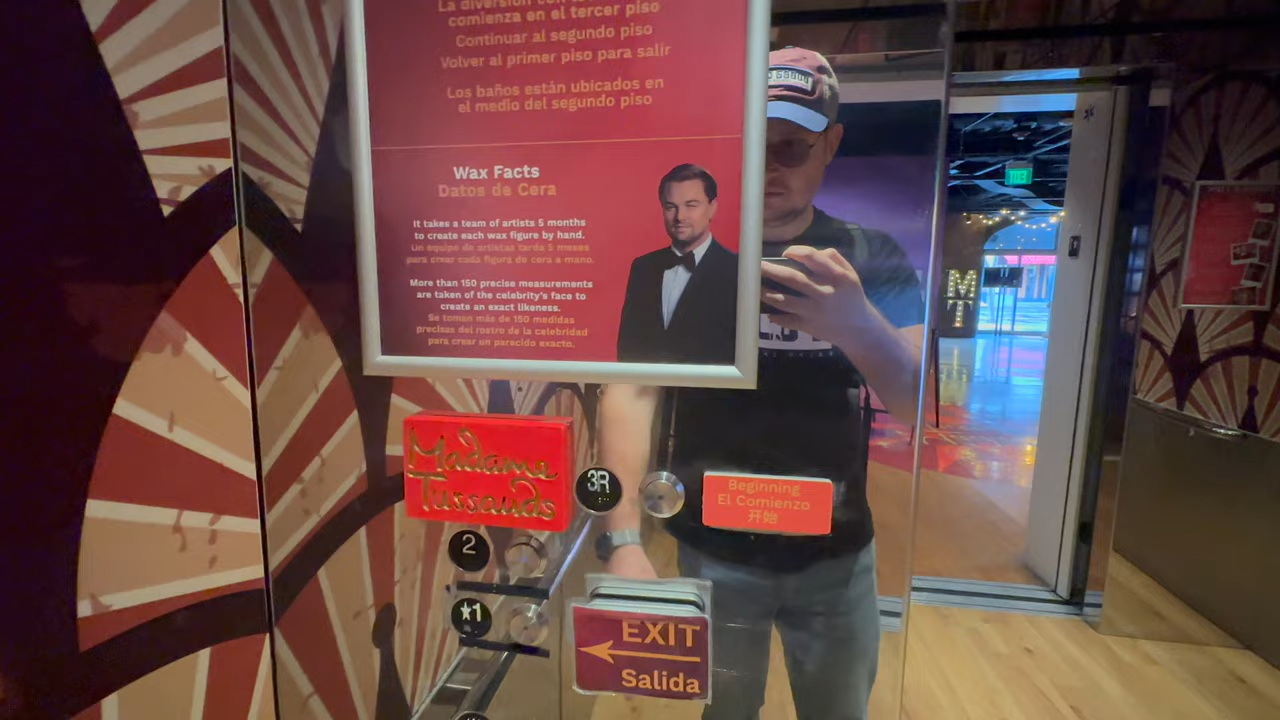 La diversión con
comienza en el tercer piso
Continuar al segundo piso
Volver al primer piso para salir
Los baños están ubicados en
el medio del segundo piso
Wax Facts
Datos de Cera
It takes a team of artists 5 months
to create each wax figure by hand.
Un equipo de artistas tarda 5 meses
para crear cada figura de cera a mano.
More than 150 precise measurements
are taken of the celebrity's face to
create an exact likeness.
Se toman más de 150 medidas
precisas del rostro de la celebridad
para crear un parecido exacto.
M
T
Madame
Tussauds
3R
Beginning
El Comienzo
开始
2
★1
EXIT
Salida